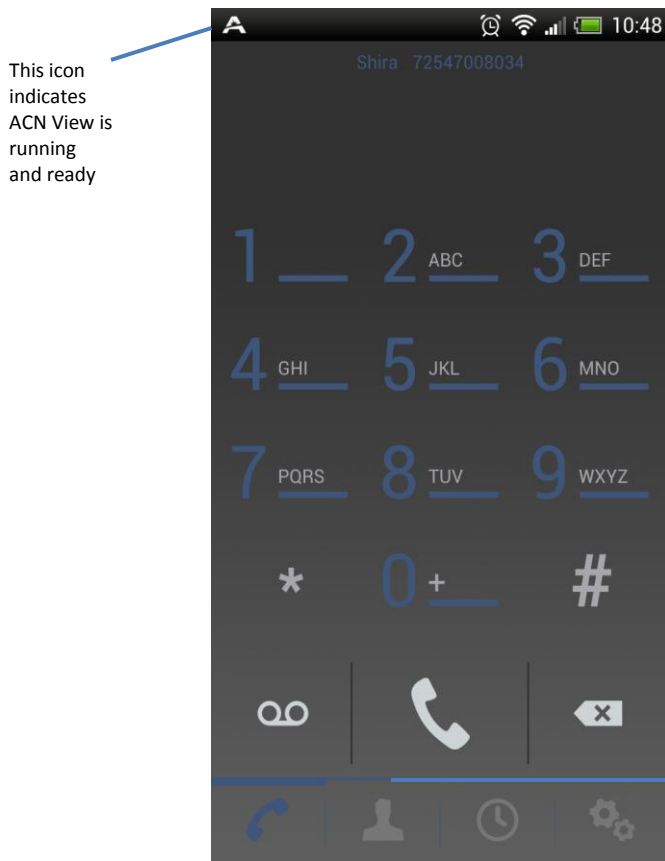 10:48
This icon
indicates
ACN View is
running
and ready
Shira 72547008034
1 2 ABC 3 DEF
4 GHI 5 JKL 6 MNO
7 PQRS 8 TUV 9 WXYZ
* 0 + #